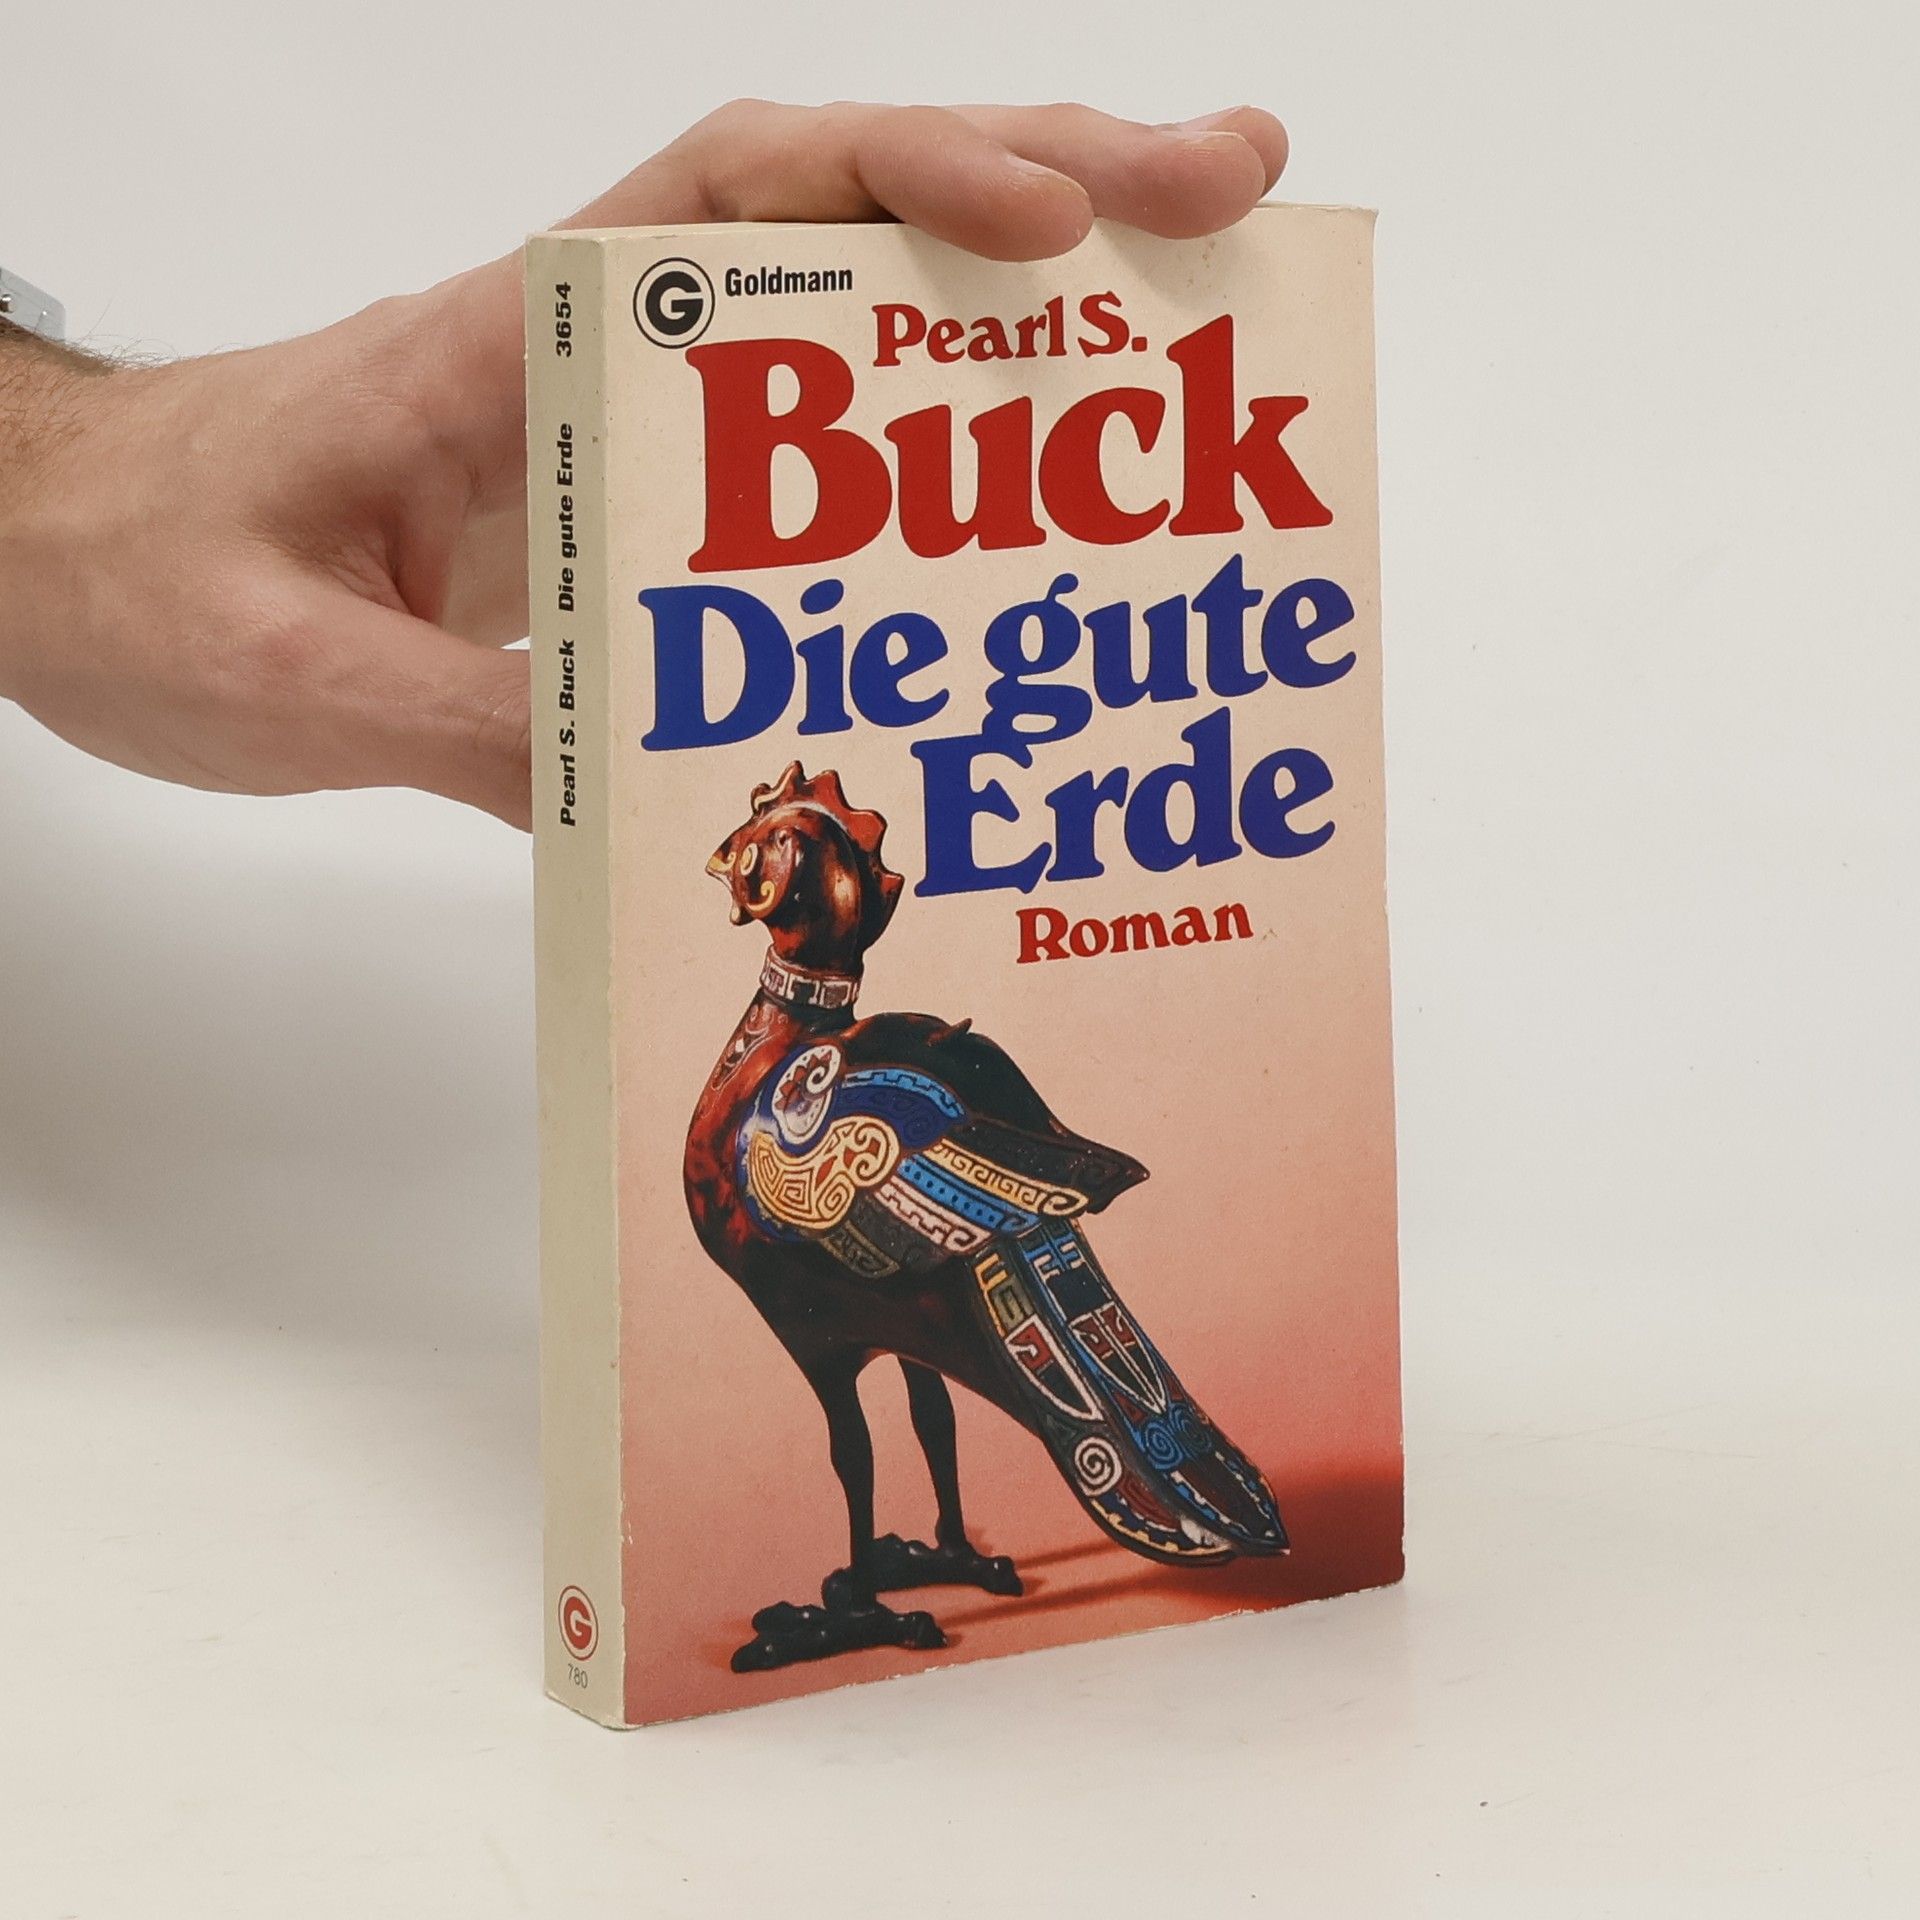 G Goldmann
Pearl S.
Buck
Die gute
Erde
Roman
Pearl S. Buck Die gute Erde 3654
G
780